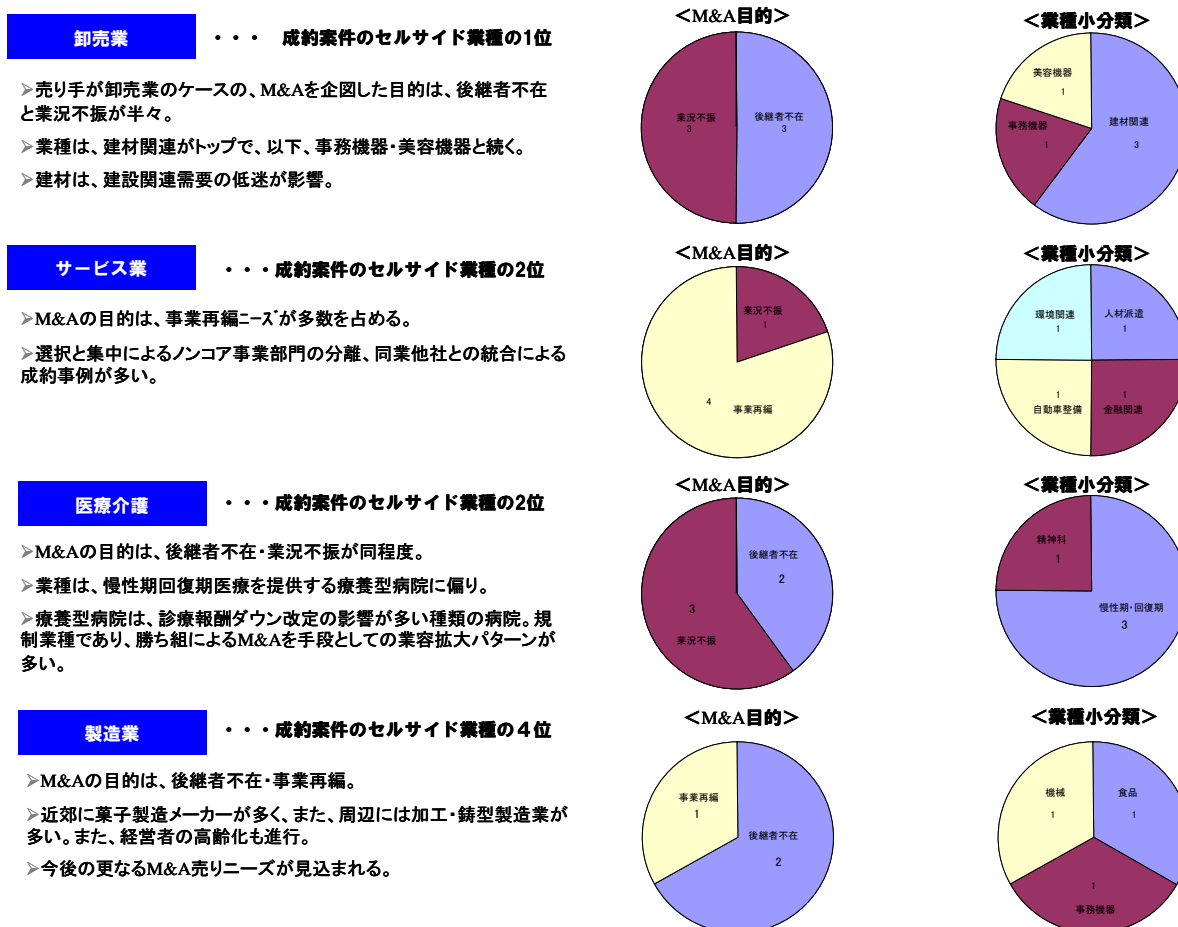 卸売業 ・・・ 成約案件のセルサイド業種の1位
➢売り手が卸売業のケースの、M&Aを企図した目的は、後継者不在
と業況不振が半々。
➢業種は、建材関連がトップで、以下、事務機器・美容機器と続く。
➢建材は、建設関連需要の低迷が影響。
＜M&A目的＞
業況不振
3
後継者不在
3
＜業種小分類＞
美容機器
1
事務機器
1
建材関連
3
サービス業 ・・・成約案件のセルサイド業種の2位
➢M&Aの目的は、事業再編ﾆｰｽﾞが多数を占める。
➢選択と集中によるノンコア事業部門の分離、同業他社との統合による
成約事例が多い。
＜M&A目的＞
業況不振
1
4
事業再編
＜業種小分類＞
環境関連
1
人材派遣
1
1
自動車整備
1
金融関連
医療介護 ・・・成約案件のセルサイド業種の2位
➢M&Aの目的は、後継者不在・業況不振が同程度。
➢業種は、慢性期回復期医療を提供する療養型病院に偏り。
➢療養型病院は、診療報酬ダウン改定の影響が多い種類の病院。規
制業種であり、勝ち組によるM&Aを手段としての業容拡大パターンが
多い。
＜M&A目的＞
後継者不在
2
3
業況不振
＜業種小分類＞
精神科
1
慢性期・回復期
3
製造業 ・・・成約案件のセルサイド業種の４位
➢M&Aの目的は、後継者不在・事業再編。
➢近郊に菓子製造メーカーが多く、また、周辺には加工・鋳型製造業が
多い。また、経営者の高齢化も進行。
➢今後の更なるM&A売りニーズが見込まれる。
＜M&A目的＞
事業再編
1
後継者不在
2
＜業種小分類＞
機械
1
食品
1
1
事務機器